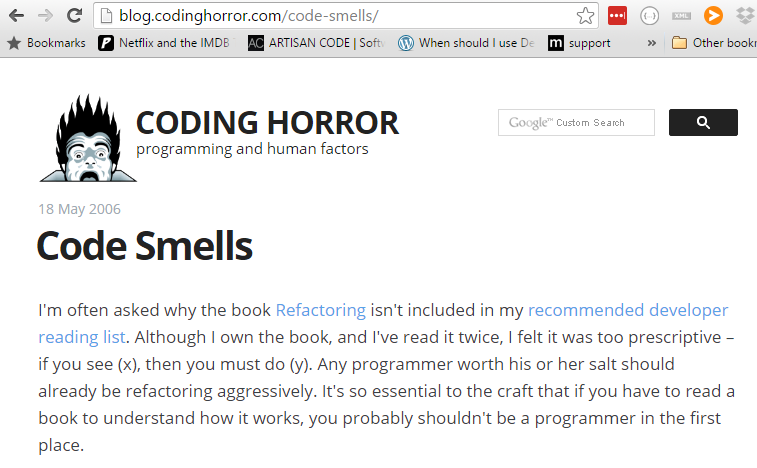 blog.codinghorror.com/code-smells/
XML
Bookmarks
Netflix and the IMDB
AC ARTISAN CODE | Soft
When should I use De
m support
»
Other bookm
CODING HORROR
programming and human factors
Google™ Custom Search
18 May 2006
Code Smells
I'm often asked why the book Refactoring isn't included in my recommended developer
reading list. Although I own the book, and I've read it twice, I felt it was too prescriptive –
if you see (x), then you must do (y). Any programmer worth his or her salt should
already be refactoring aggressively. It's so essential to the craft that if you have to read a
book to understand how it works, you probably shouldn't be a programmer in the first
place.